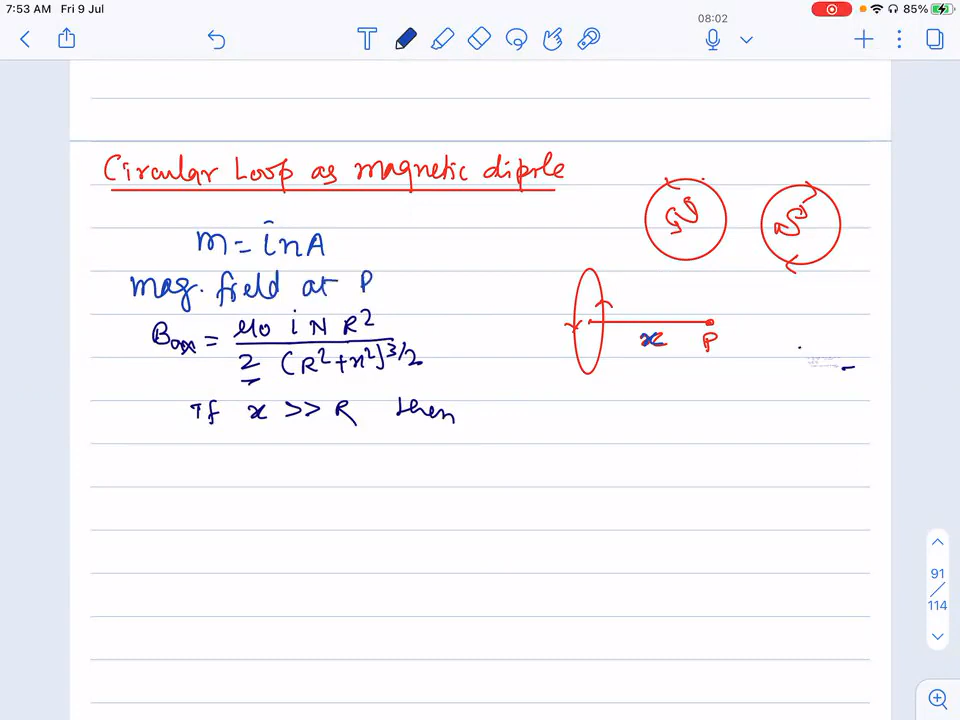 7:53 AM Fri 9 Jul
85%
08:02
T
Circular Loop as magnetic dipole
N
S
m = i n A
mag. field at P
Bax = μ0 i N R² / 2 (R²+x²)^3/2
x P
If x >> R then
91
/
114